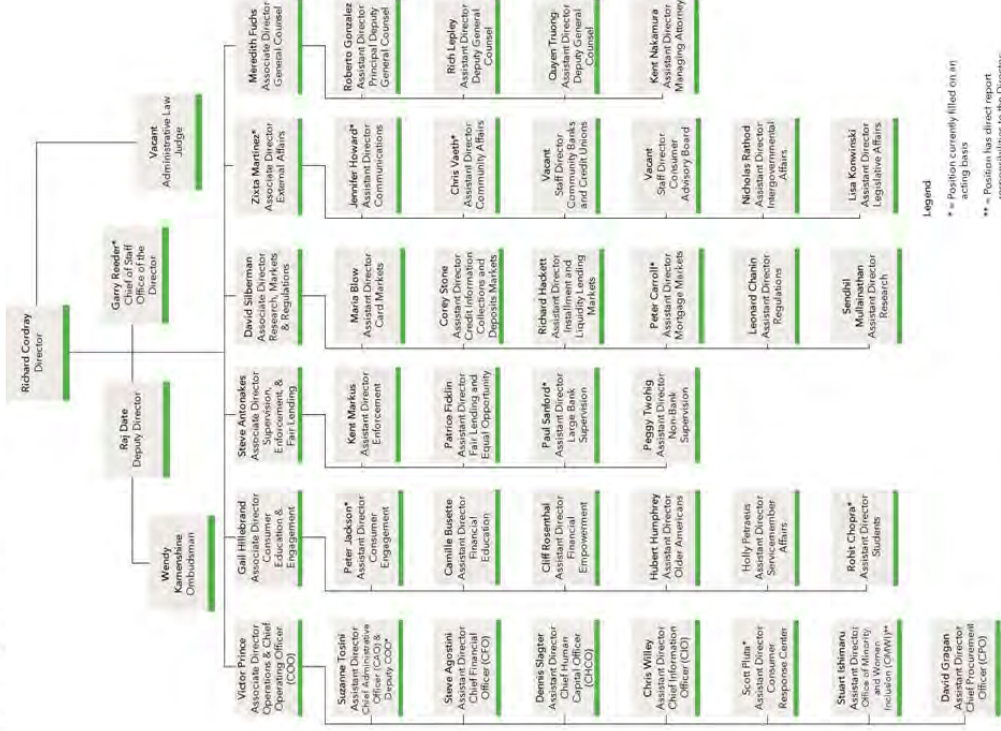 Richard Cordray
Director
Vacant
Administrative Law
Judge
Raj Date
Deputy Director
Garry Reeder*
Chief of Staff
Office of the
Director
Wendy
Kamenshine
Ombudsman
Victor Prince
Associate Director
Operations & Chief
Operating Officer
(COO)
Suzanne Tosini
Assistant Director
Chief Administrative
Officer (CAO) &
Deputy COO*
Steve Agostini
Assistant Director
Chief Financial
Officer (CFO)
Dennis Slagter
Assistant Director
Chief Human
Capital Officer
(CHCO)
Chris Willey
Assistant Director
Chief Information
Officer (CIO)
Scott Pluta*
Assistant Director
Consumer
Response Center
Stuart Ishimaru
Assistant Director
Office of Minority
and Women
Inclusion (OMWI)**
David Gragan
Assistant Director
Chief Procurement
Officer (CPO)
Gail Hillebrand
Associate Director
Consumer
Education &
Engagement
Peter Jackson*
Assistant Director
Consumer
Engagement
Camille Busette
Assistant Director
Financial
Education
Cliff Rosenthal
Assistant Director
Financial
Empowerment
Hubert Humphrey
Assistant Director
Older Americans
Holly Petraeus
Assistant Director
Servicemember
Affairs
Rohit Chopra*
Assistant Director
Students
Steve Antonakes
Associate Director
Supervision,
Enforcement, &
Fair Lending
Kent Markus
Assistant Director
Enforcement
Patrice Ficklin
Assistant Director
Fair Lending and
Equal Opportunity
Paul Sanford*
Assistant Director
Large Bank
Supervision
Peggy Twohig
Assistant Director
Non-Bank
Supervision
David Silberman
Associate Director
Research, Markets
& Regulations
Maria Blow
Assistant Director
Card Markets
Corey Stone
Assistant Director
Credit Information
Collections and
Deposits Markets
Richard Hackett
Assistant Director
Installment and
Liquidity Lending
Markets
Peter Carroll*
Assistant Director
Mortgage Markets
Leonard Chanin
Assistant Director
Regulations
Sendhil
Mullainathan
Assistant Director
Research
Zixta Martinez*
Associate Director
External Affairs
Jennifer Howard*
Assistant Director
Communications
Chris Vaeth*
Assistant Director
Community Affairs
Vacant
Staff Director
Community Banks
and Credit Unions
Vacant
Staff Director
Consumer
Advisory Board
Nicholas Rathod
Assistant Director
Intergovernmental
Affairs
Lisa Konwinski
Assistant Director
Legislative Affairs
Meredith Fuchs
Associate Director
General Counsel
Roberto Gonzalez
Assistant Director
Principal Deputy
General Counsel
Rich Lepley
Assistant Director
Deputy General
Counsel
Quyen Truong
Assistant Director
Deputy General
Counsel
Kent Nakamura
Assistant Director
Managing Attorney
Legend
* = Position currently filled on an
acting basis
** = Position has direct report
responsibility to the Director